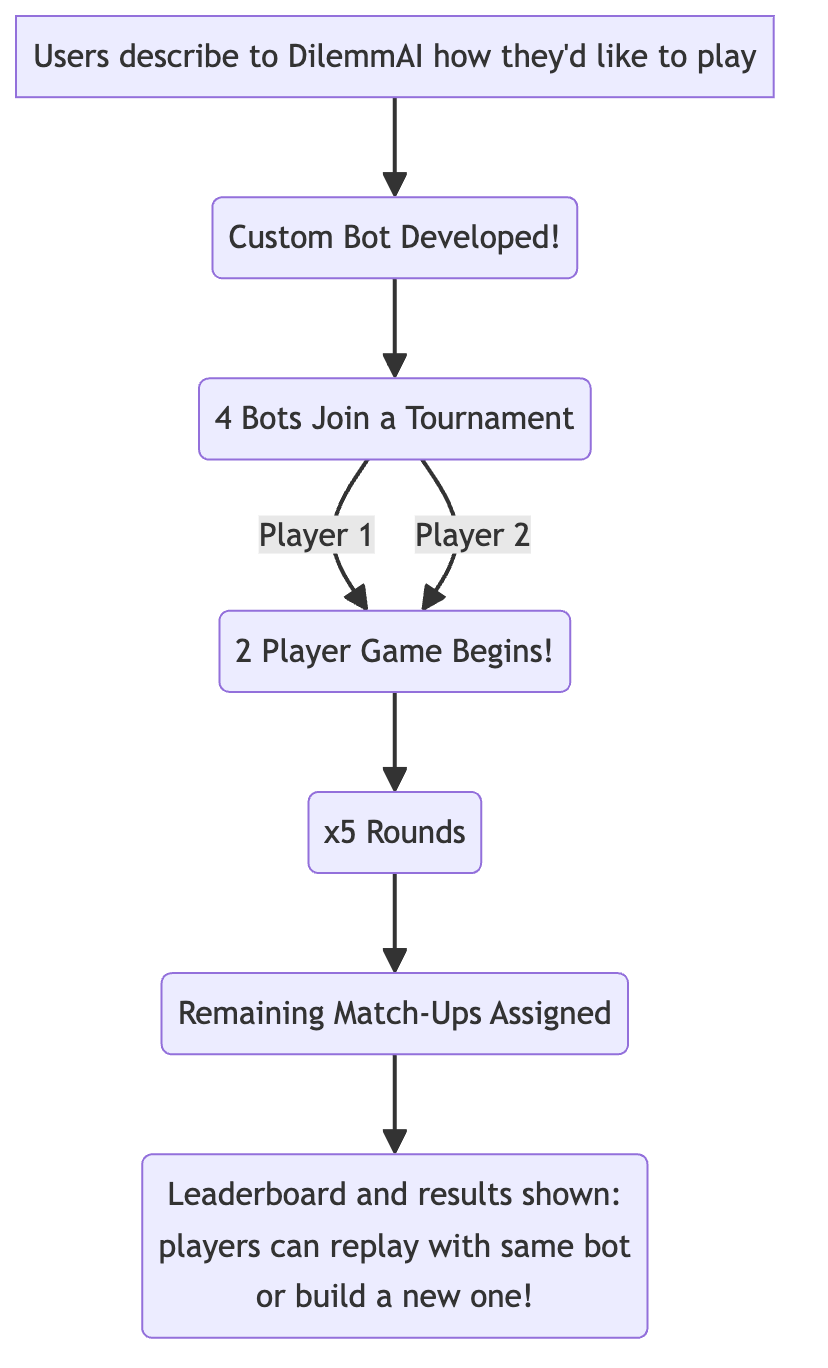 Users describe to DilemmAI how they'd like to play
Custom Bot Developed!
4 Bots Join a Tournament
Player 1
Player 2
2 Player Game Begins!
x5 Rounds
Remaining Match-Ups Assigned
Leaderboard and results shown:
players can replay with same bot
or build a new one!